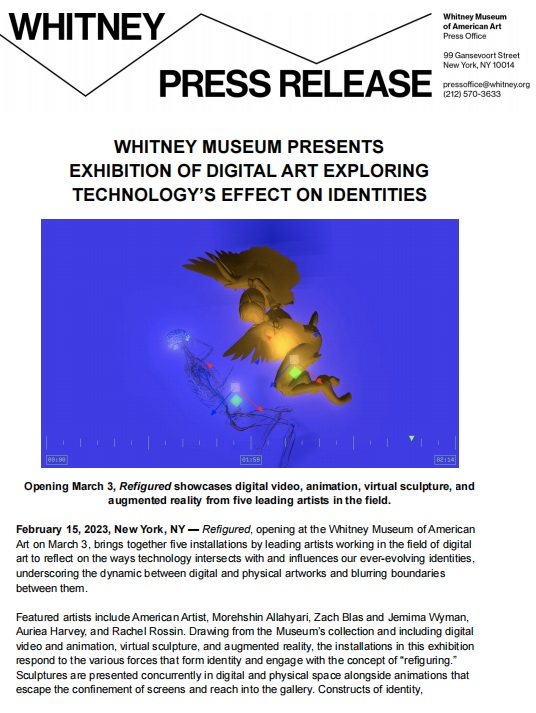 WHITNEY
Whitney Museum
of American Art
Press Office
99 Gansevoort Street
New York, NY 10014
pressoffice@whitney.org
(212) 570-3633
PRESS RELEASE
WHITNEY MUSEUM PRESENTS
EXHIBITION OF DIGITAL ART EXPLORING
TECHNOLOGY’S EFFECT ON IDENTITIES
00:00 01:58 02:14
Opening March 3, Refigured showcases digital video, animation, virtual sculpture, and
augmented reality from five leading artists in the field.
February 15, 2023, New York, NY — Refigured, opening at the Whitney Museum of American
Art on March 3, brings together five installations by leading artists working in the field of digital
art to reflect on the ways technology intersects with and influences our ever-evolving identities,
underscoring the dynamic between digital and physical artworks and blurring boundaries
between them.
Featured artists include American Artist, Morehshin Allahyari, Zach Blas and Jemima Wyman,
Auriea Harvey, and Rachel Rossin. Drawing from the Museum’s collection and including digital
video and animation, virtual sculpture, and augmented reality, the installations in this exhibition
respond to the various forces that form identity and engage with the concept of “refiguring.”
Sculptures are presented concurrently in digital and physical space alongside animations that
escape the confinement of screens and reach into the gallery. Constructs of identity,